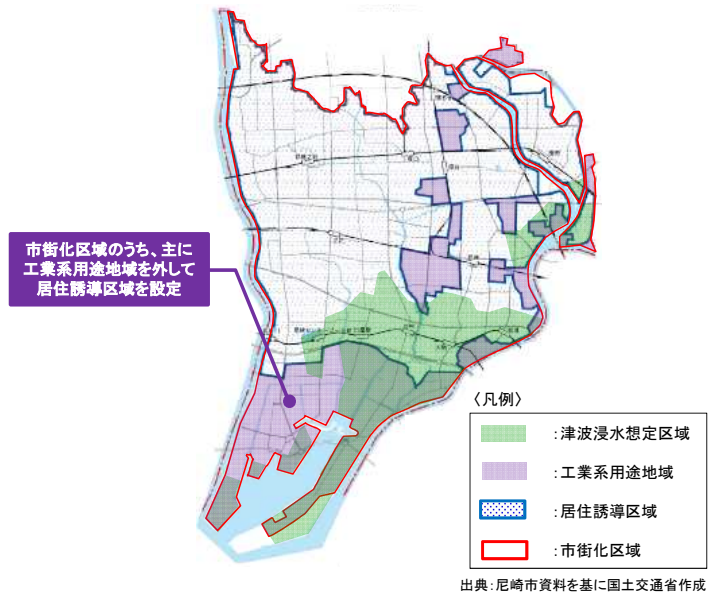 市街化区域のうち、主に
工業系用途地域を外して
居住誘導区域を設定
〈凡例〉
:津波浸水想定区域
:工業系用途地域
:居住誘導区域
:市街化区域
出典:尼崎市資料を基に国土交通省作成